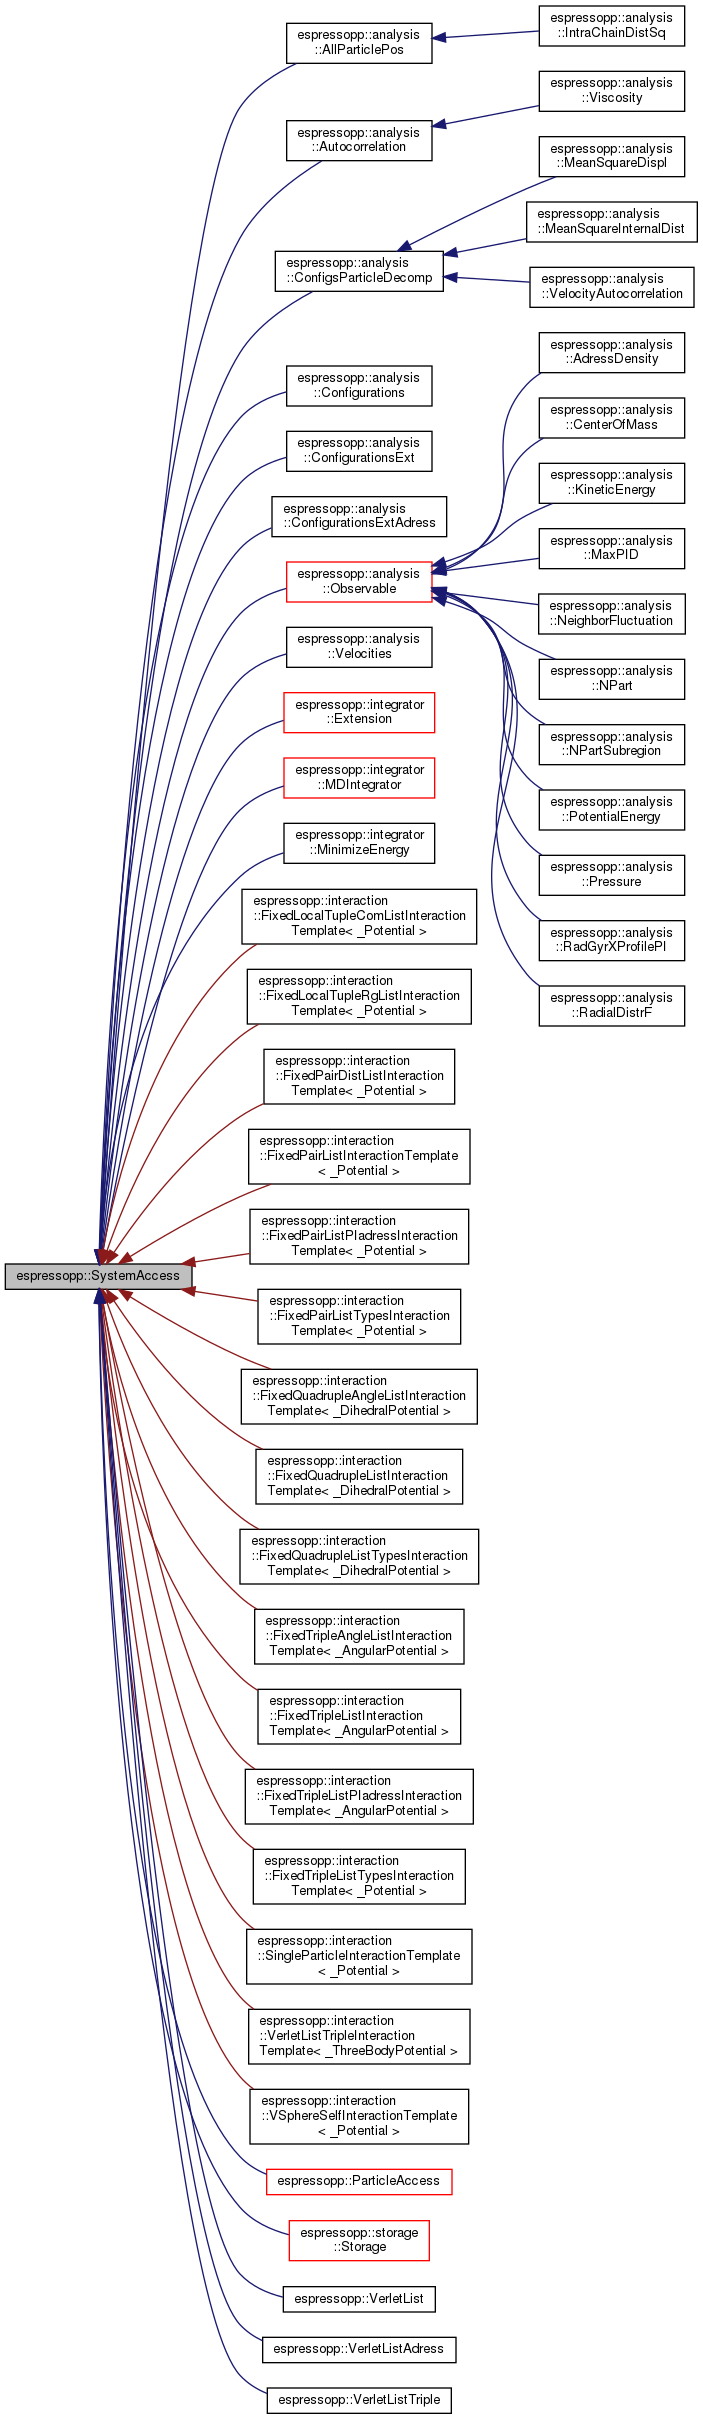 espressopp::analysis
::AllParticlePos
espressopp::analysis
::IntraChainDistSq
espressopp::analysis
::Autocorrelation
espressopp::analysis
::Viscosity
espressopp::analysis
::ConfigsParticleDecomp
espressopp::analysis
::MeanSquareDispl
espressopp::analysis
::MeanSquareInternalDist
espressopp::analysis
::VelocityAutocorrelation
espressopp::analysis
::Configurations
espressopp::analysis
::ConfigurationsExt
espressopp::analysis
::ConfigurationsExtAdress
espressopp::analysis
::Observable
espressopp::analysis
::AdressDensity
espressopp::analysis
::CenterOfMass
espressopp::analysis
::KineticEnergy
espressopp::analysis
::MaxPID
espressopp::analysis
::NeighborFluctuation
espressopp::analysis
::NPart
espressopp::analysis
::NPartSubregion
espressopp::analysis
::PotentialEnergy
espressopp::analysis
::Pressure
espressopp::analysis
::RadGyrXProfilePI
espressopp::analysis
::RadialDistrF
espressopp::analysis
::Velocities
espressopp::integrator
::Extension
espressopp::integrator
::MDIntegrator
espressopp::integrator
::MinimizeEnergy
espressopp::interaction
::FixedLocalTupleComListInteraction
Template< _Potential >
espressopp::interaction
::FixedLocalTupleRgListInteraction
Template< _Potential >
espressopp::interaction
::FixedPairDistListInteraction
Template< _Potential >
espressopp::interaction
::FixedPairListInteractionTemplate
< _Potential >
espressopp::interaction
::FixedPairListPIadressInteraction
Template< _Potential >
espressopp::SystemAccess
espressopp::interaction
::FixedPairListTypesInteraction
Template< _Potential >
espressopp::interaction
::FixedQuadrupleAngleListInteraction
Template< _DihedralPotential >
espressopp::interaction
::FixedQuadrupleListInteraction
Template< _DihedralPotential >
espressopp::interaction
::FixedQuadrupleListTypesInteraction
Template< _DihedralPotential >
espressopp::interaction
::FixedTripleAngleListInteraction
Template< _AngularPotential >
espressopp::interaction
::FixedTripleListInteraction
Template< _AngularPotential >
espressopp::interaction
::FixedTripleListPIadressInteraction
Template< _AngularPotential >
espressopp::interaction
::FixedTripleListTypesInteraction
Template< _Potential >
espressopp::interaction
::SingleParticleInteractionTemplate
< _Potential >
espressopp::interaction
::VerletListTripleInteraction
Template< _ThreeBodyPotential >
espressopp::interaction
::VSphereSelfInteractionTemplate
< _Potential >
espressopp::ParticleAccess
espressopp::storage
::Storage
espressopp::VerletList
espressopp::VerletListAdress
espressopp::VerletListTriple